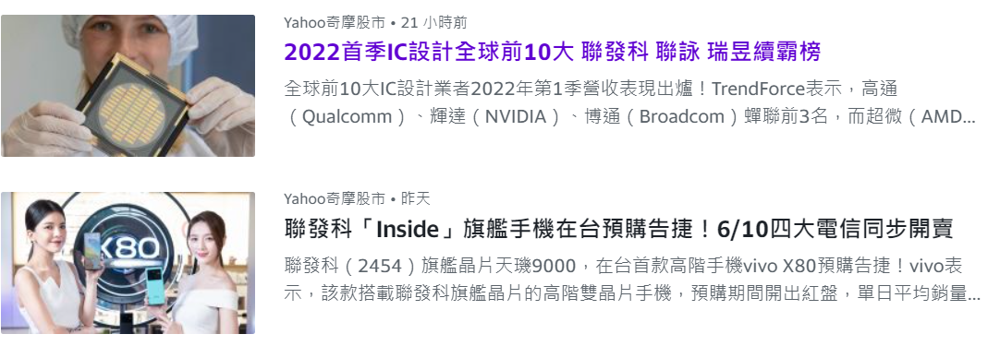 Yahoo奇摩股市 • 21 小時前
2022首季IC設計全球前10大 聯發科 聯詠 瑞昱續霸榜
全球前10大IC設計業者2022年第1季營收表現出爐！TrendForce表示，高通
（Qualcomm）、輝達（NVIDIA）、博通（Broadcom）蟬聯前3名，而超微（AMD...
Yahoo奇摩股市 • 昨天
聯發科「Inside」旗艦手機在台預購告捷！6/10四大電信同步開賣
X80
聯發科（2454）旗艦晶片天璣9000，在台首款高階手機vivo X80預購告捷！vivo表
示，該款搭載聯發科旗艦晶片的高階雙晶片手機，預購期間開出紅盤，單日平均銷量...